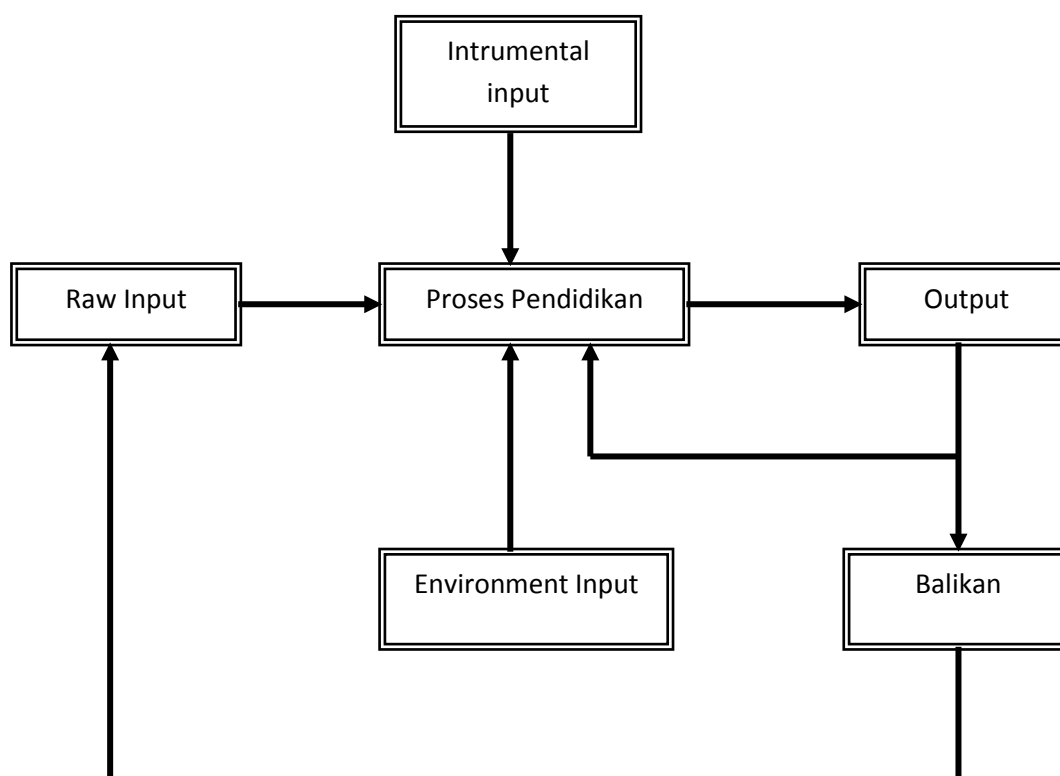 Intrumental
input
Raw Input
Proses Pendidikan
Output
Environment Input
Balikan